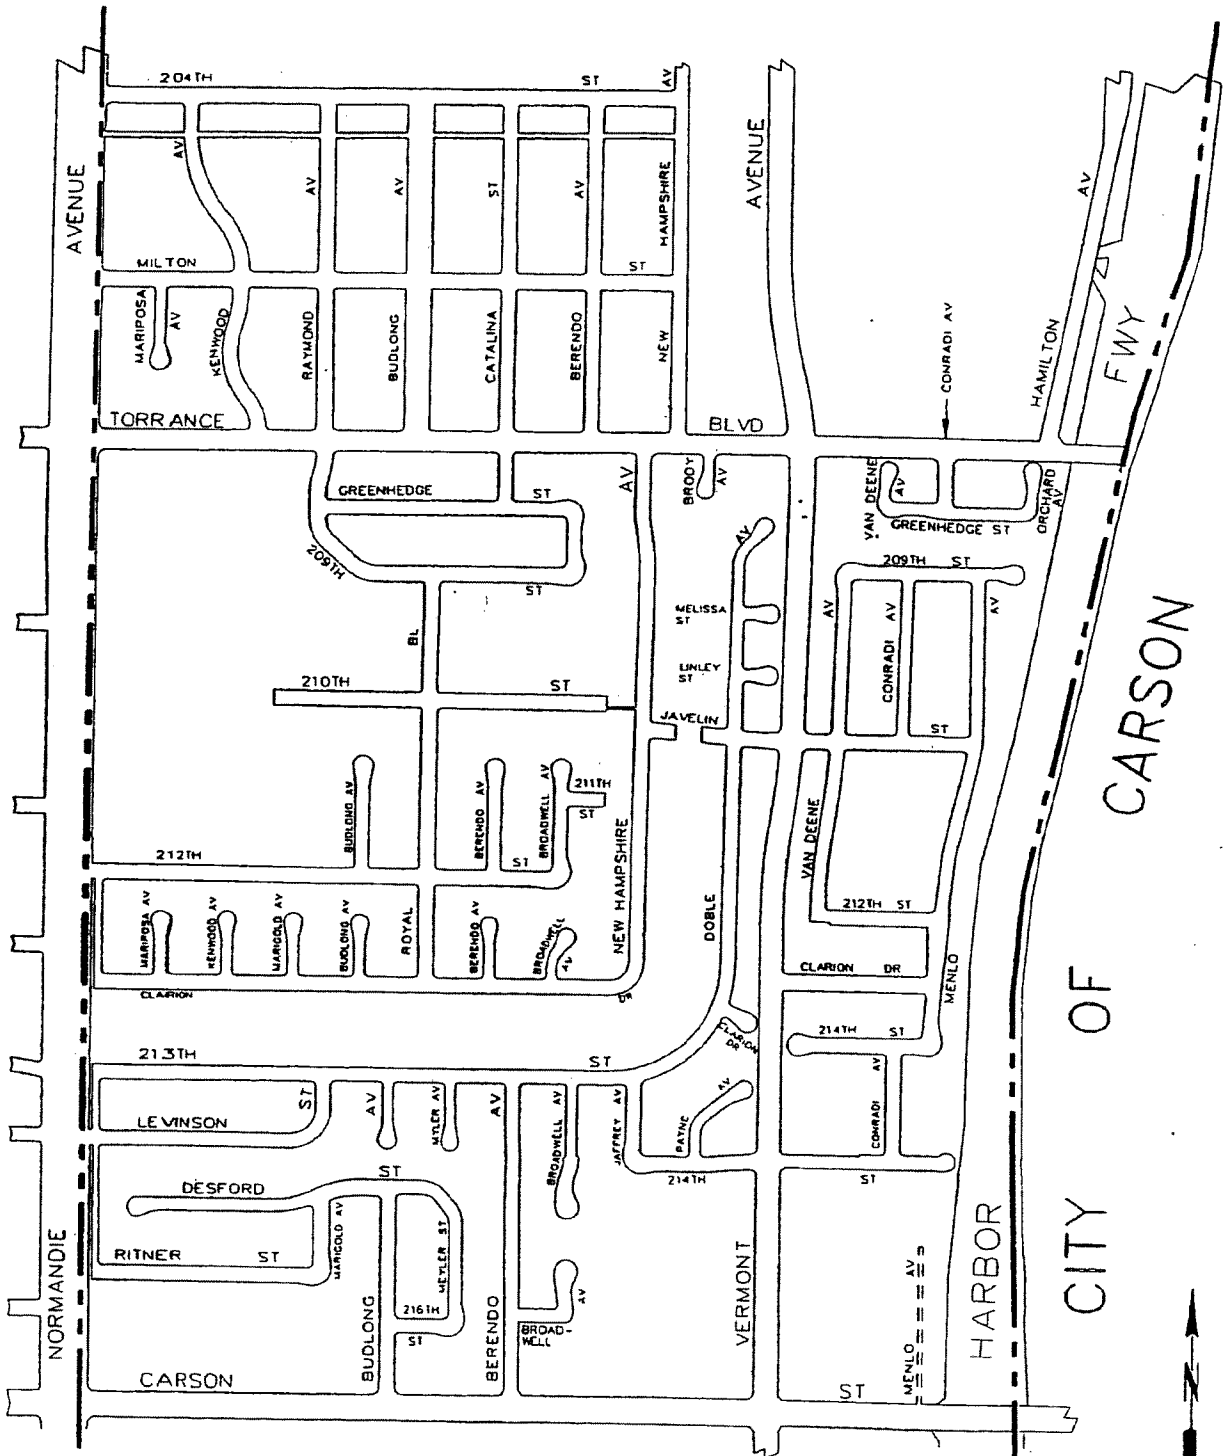 204TH ST AV
AVENUE
AV
AV
AV
ST
AV
HAMPSHIRE
AVENUE
AV
MILTON ST
MARIPOSA AV
KENWOOD
RAYMOND
BUDLONG
CATALINA
BERENDO
NEW
CONRADI AV
HAMILTON
FWY
TORRANCE BLVD
GREENHEDGE ST
AV
BRODY AV
VAN DEENE AV
GREENHEDGE ST
ORCHARD AV
209TH ST
AV
209TH ST
MELISSA ST
AV
CONRADI AV
AV
BL
LINLEY ST
210TH ST
JAVELIN
ST
CARSON
BUDLONG AV
BERENDO AV
BROADWELL AV
211TH ST
NEW HAMPSHIRE
VAN DEENE
212TH ST
DOBLE
212TH ST
MARIPOSA AV
KENWOOD AV
MARIGOLD AV
BUDLONG AV
ROYAL
BERENDO AV
BROADWELL AV
CLARION DR
MENLO
CLARION
OF
CLARION DR
214TH ST
213TH ST
LEVINSON ST
AV
MYLER AV
AV
BROADWELL AV
JAFFREY AV
PAYNE AV
CONRADI AV
214TH ST
DESFORD ST
MARIGOLD AV
MEYLER ST
RITNER ST
CITY
HARBOR
NORMANDIE
BUDLONG
216TH ST
BERENDO
BROAD-
WELL
AV
VERMONT
MENLO AV
CARSON ST
N